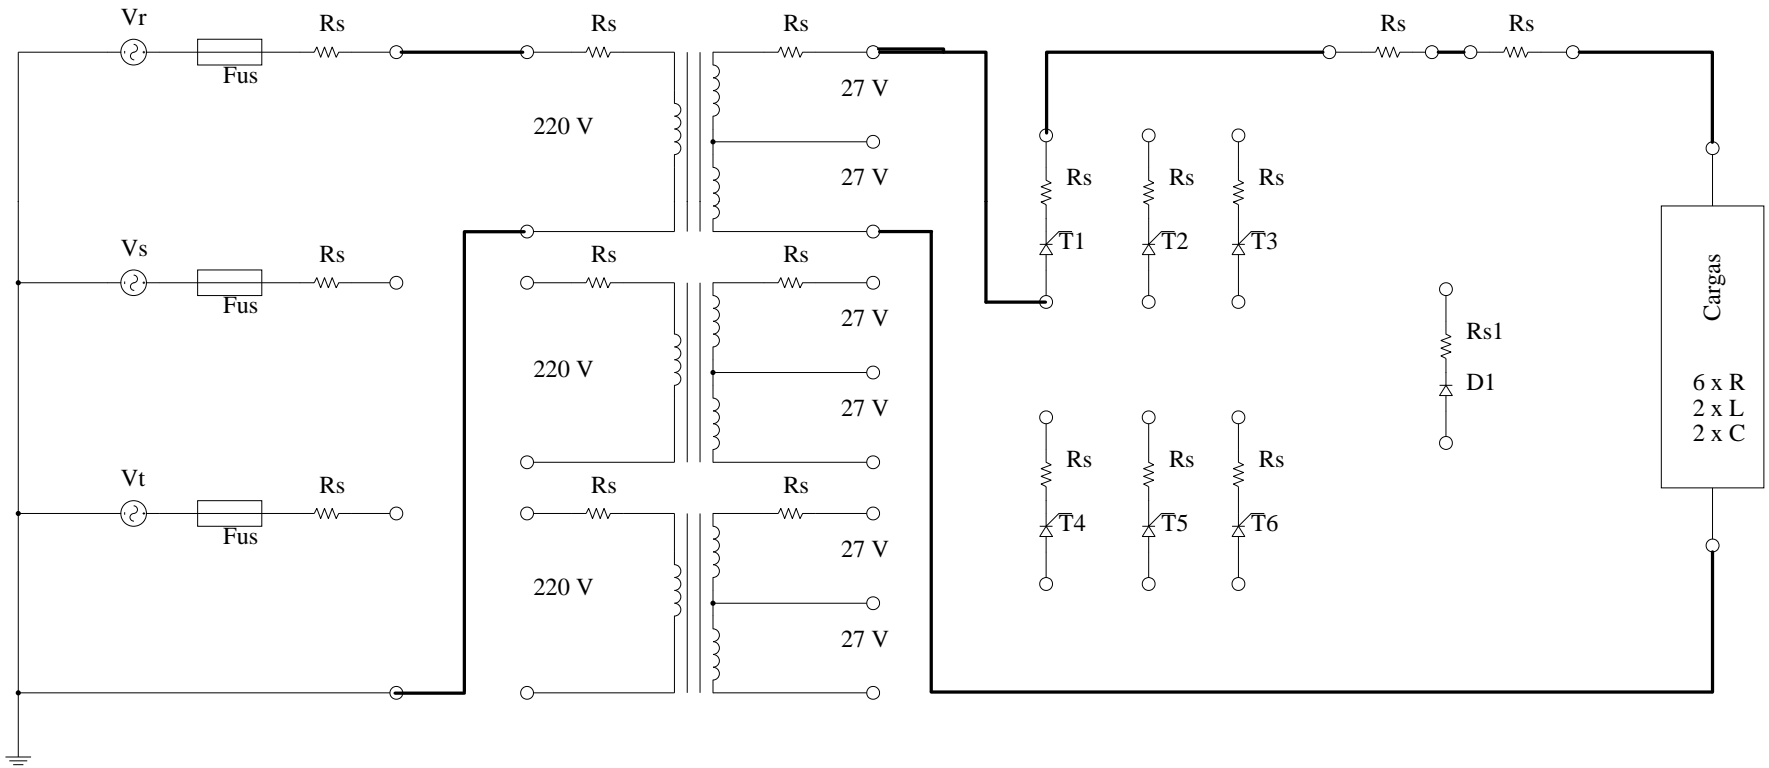 Vr
Rs
Rs
Rs
Rs
Rs
Fus
27 V
220 V
27 V
Rs
Rs
Rs
T1
T2
T3
Vs
Rs
Rs
Rs
Fus
27 V
220 V
27 V
Cargas
6 x R
2 x L
2 x C
Rs1
D1
Rs
Rs
Rs
T4
T5
T6
Vt
Rs
Rs
Rs
Fus
27 V
220 V
27 V